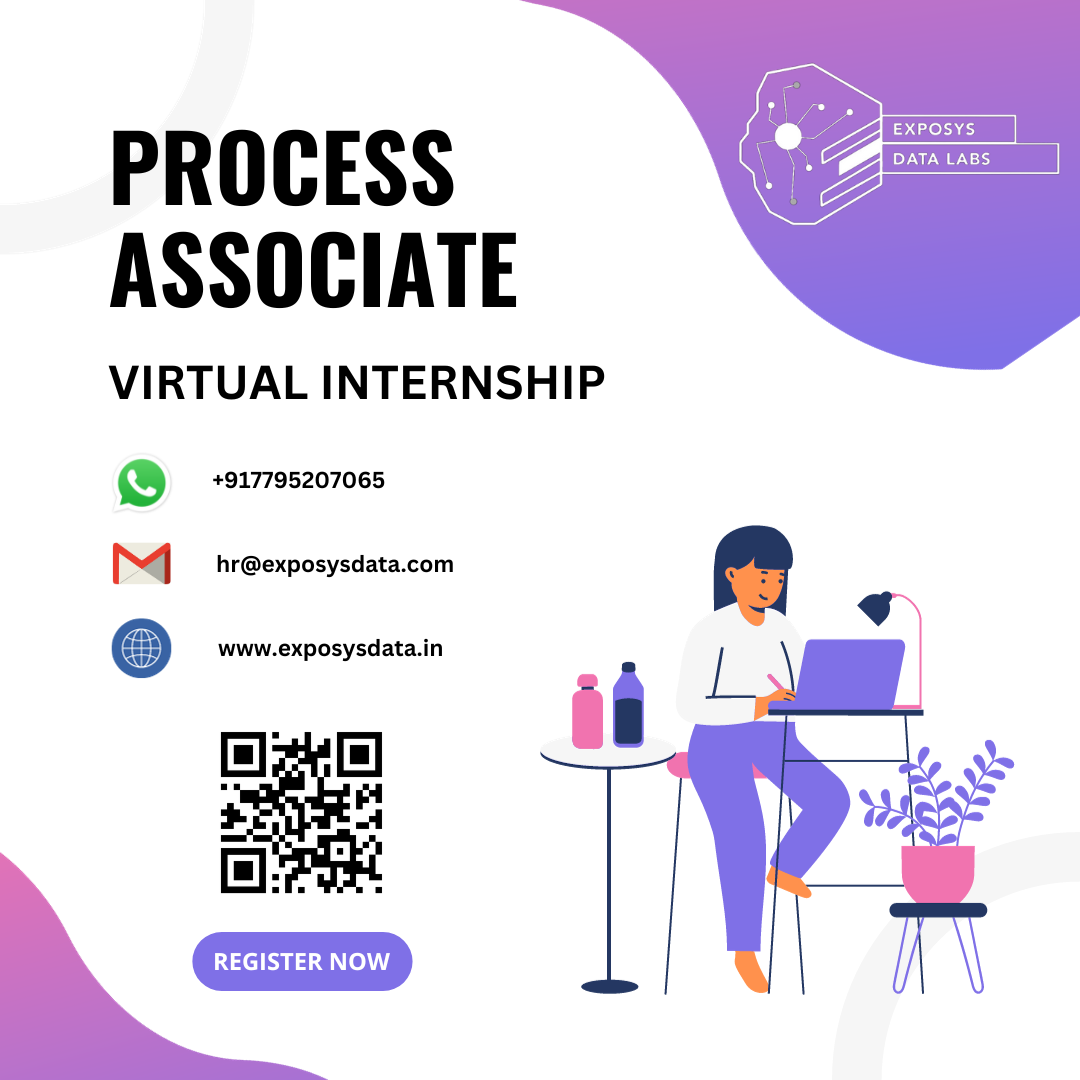 EXPOSYS
DATA LABS
PROCESS
ASSOCIATE
VIRTUAL INTERNSHIP
+917795207065
hr@exposysdata.com
www.exposysdata.in
REGISTER NOW